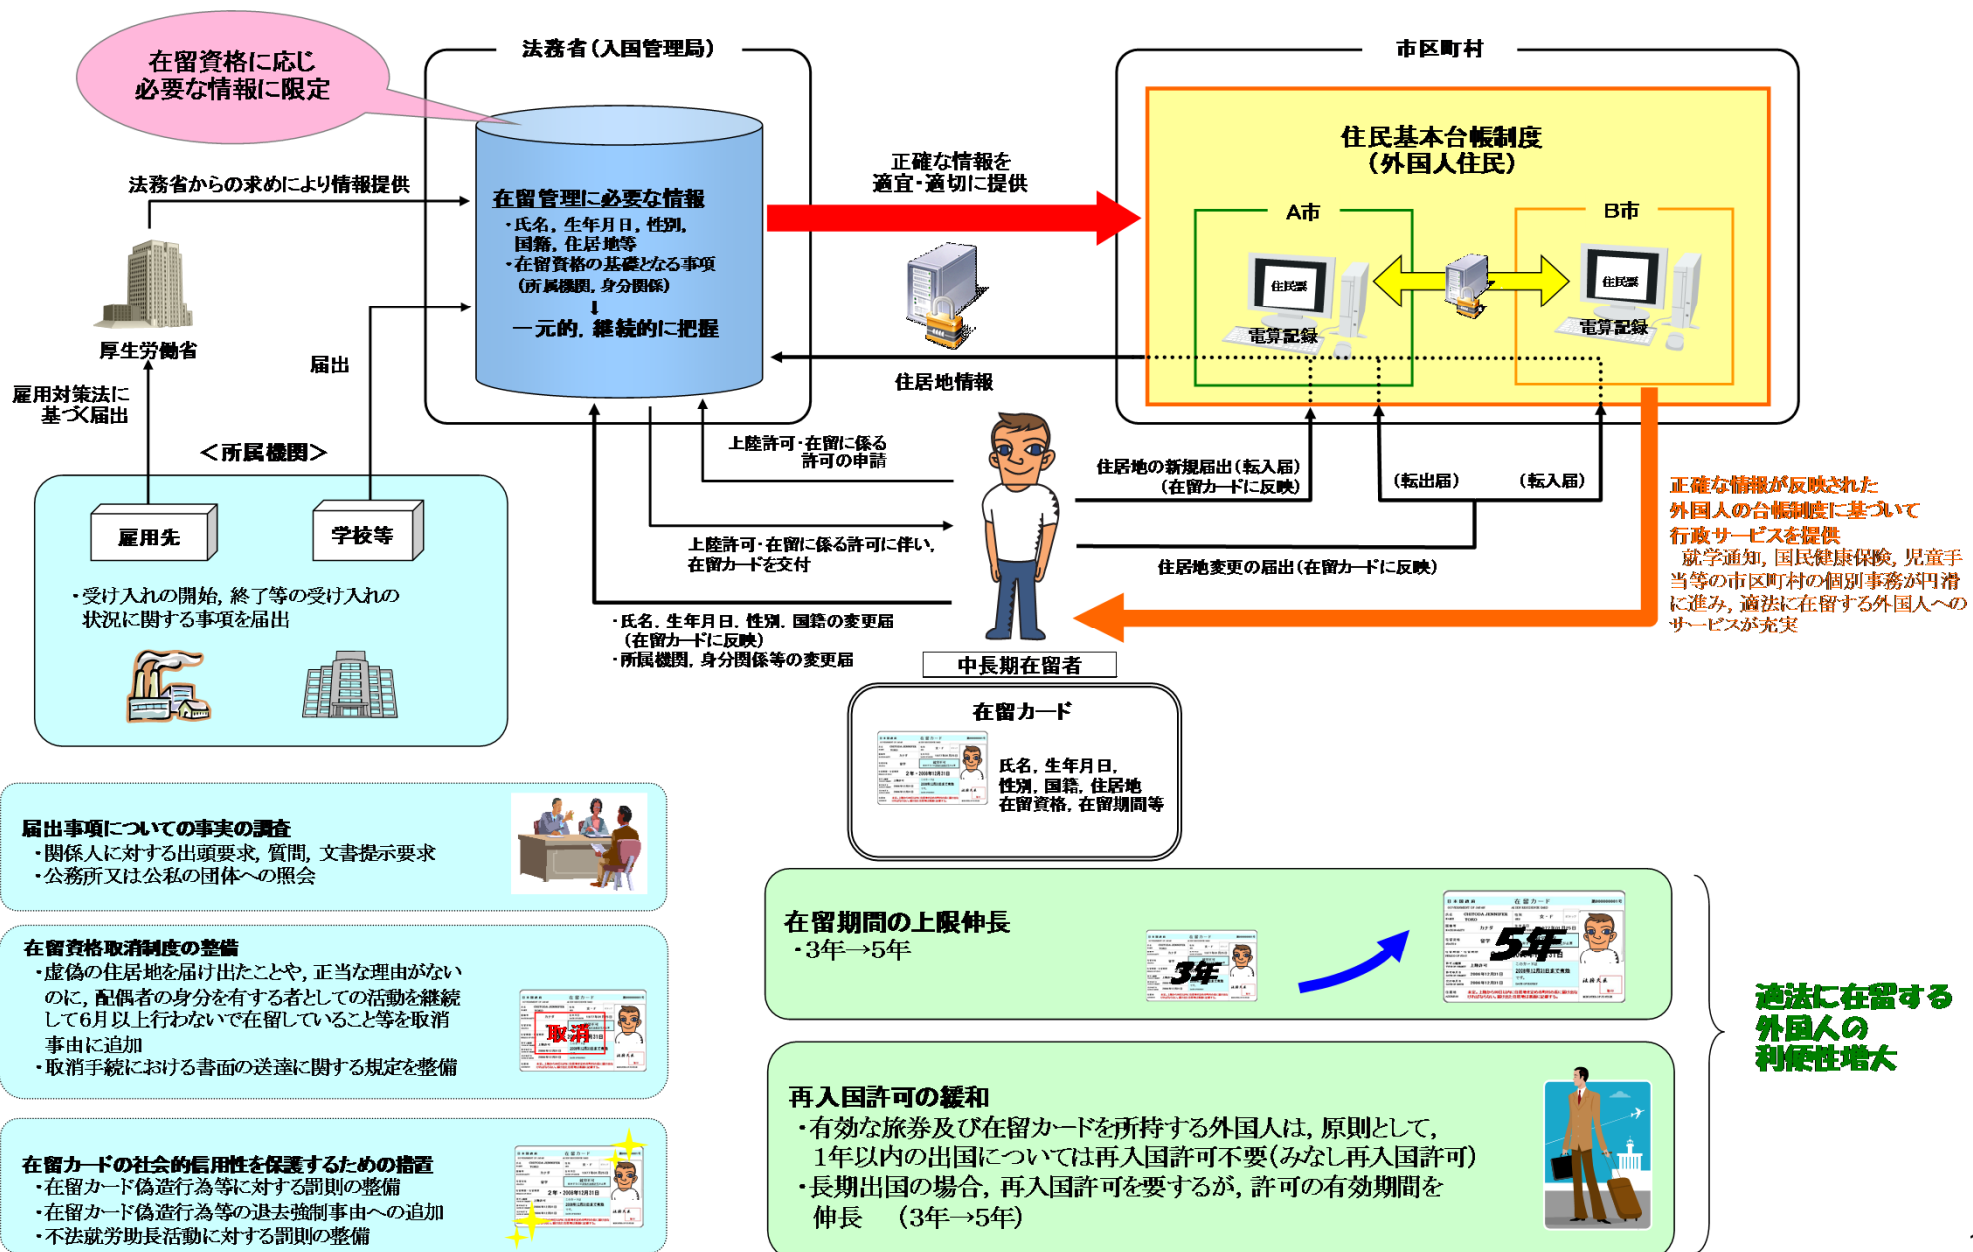 在留資格に応じ
必要な情報に限定
法務省(入国管理局)
市区町村
在留管理に必要な情報
・氏名, 生年月日, 性別,
国籍, 住居地等
・在留資格の基礎となる事項
(所属機関, 身分関係)
↓
一元的, 継続的に把握
法務省からの求めにより情報提供
厚生労働省
雇用対策法に
基づく届出
届出
<所属機関>
雇用先
学校等
・受け入れの開始, 終了等の受け入れの
状況に関する事項を届出
正確な情報を
適宜・適切に提供
住居地情報
住民基本台帳制度
(外国人住民)
A市
住民票
電算記録
B市
住民票
電算記録
上陸許可・在留に係る
許可の申請
上陸許可・在留に係る許可に伴い,
在留カードを交付
・氏名, 生年月日, 性別, 国籍の変更届
(在留カードに反映)
・所属機関, 身分関係等の変更届
住居地の新規届出(転入届)
(在留カードに反映)
(転出届)
(転入届)
住居地変更の届出(在留カードに反映)
正確な情報が反映された
外国人の台帳制度に基づいて
行政サービスを提供
就学通知, 国民健康保険, 児童手
当等の市区町村の個別事務が円滑
に進み, 適法に在留する外国人への
サービスが充実
中長期在留者
在留カード
氏名, 生年月日,
性別, 国籍, 住居地
在留資格, 在留期間等
届出事項についての事実の調査
・関係人に対する出頭要求, 質問, 文書提示要求
・公務所又は公私の団体への照会
在留資格取消制度の整備
・虚偽の住居地を届け出たことや, 正当な理由がない
のに, 配偶者の身分を有する者としての活動を継続
して6月以上行わないで在留していること等を取消
事由に追加
・取消手続における書面の送達に関する規定を整備
取消
在留カードの社会的信用性を保護するための措置
・在留カード偽造行為等に対する罰則の整備
・在留カード偽造行為等の退去強制事由への追加
・不法就労助長活動に対する罰則の整備
在留期間の上限伸長
・3年→5年
3年
在留カード
5年
再入国許可の緩和
・有効な旅券及び在留カードを所持する外国人は, 原則として,
1年以内の出国については再入国許可不要(みなし再入国許可)
・長期出国の場合, 再入国許可を要するが, 許可の有効期間を
伸長 (3年→5年)
適法に在留する
外国人の
利便性増大